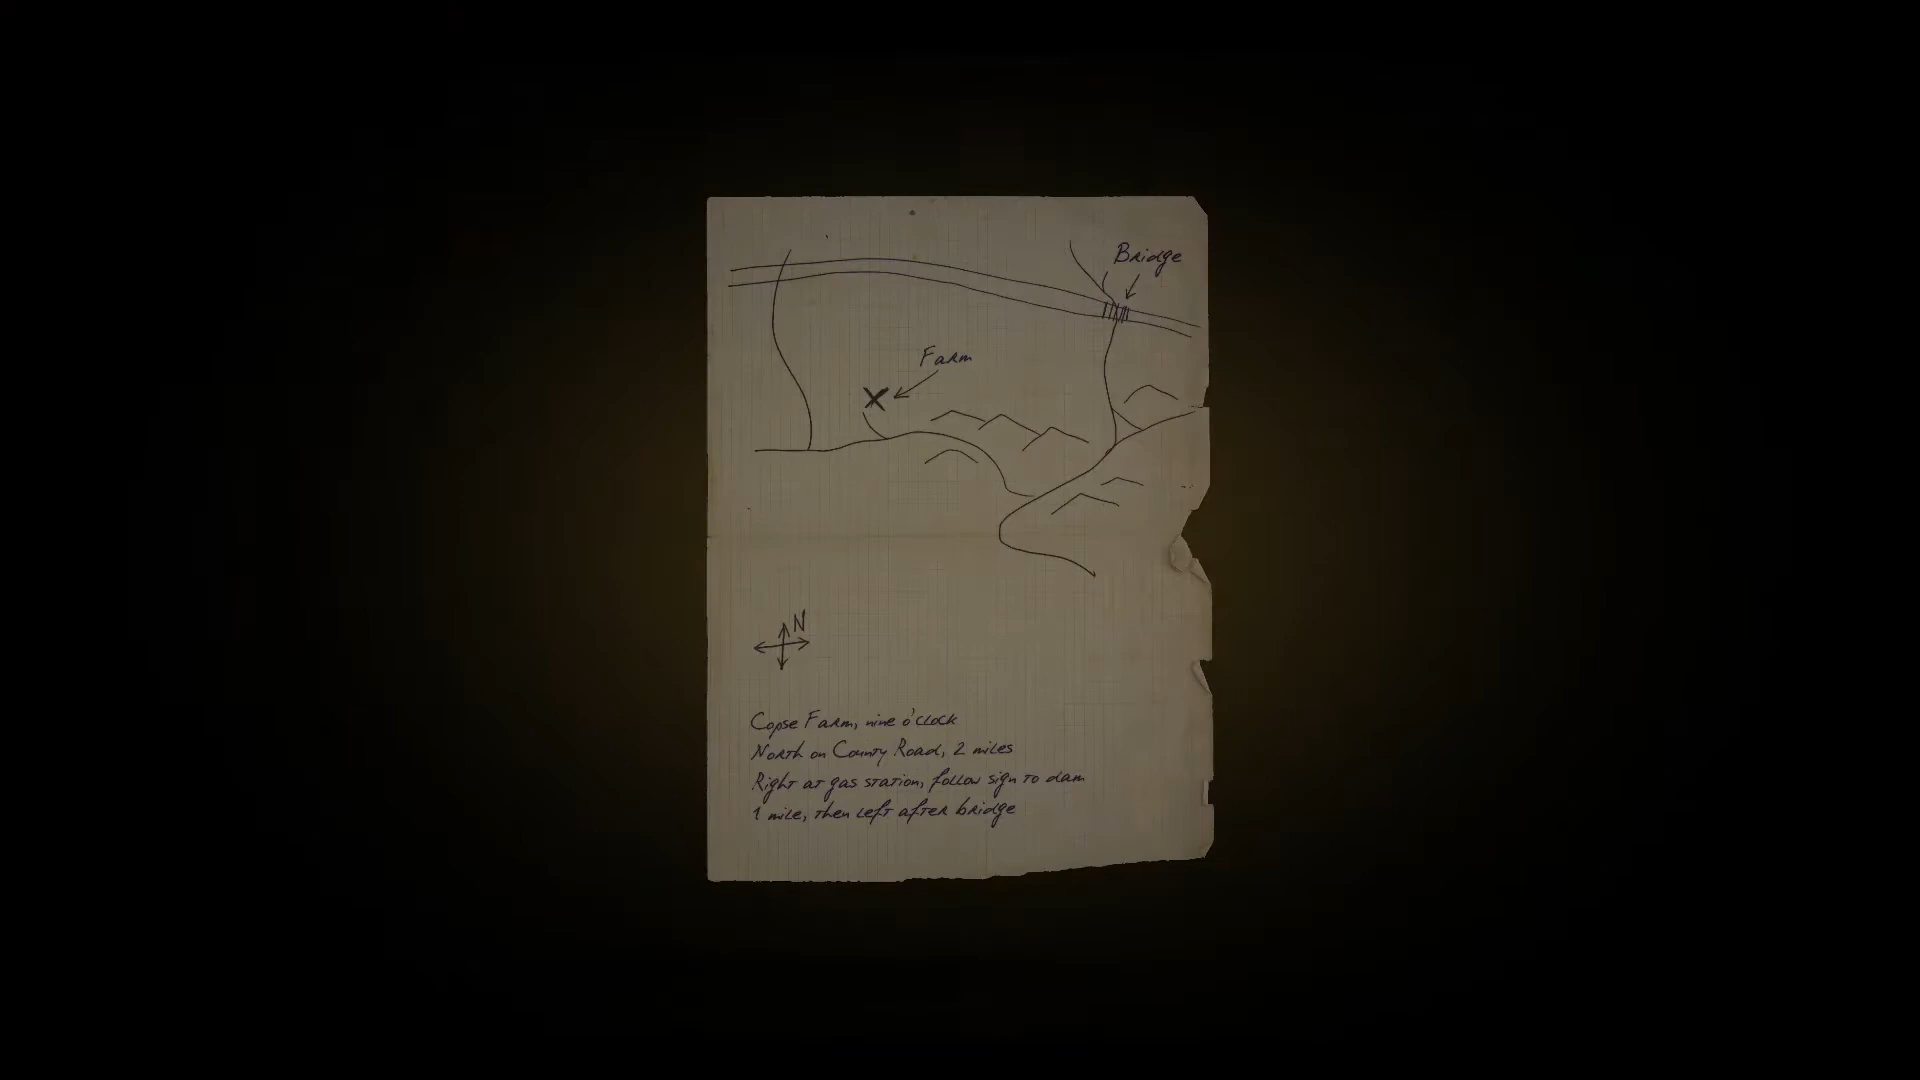 Bridge
Farm
N
Copse Farm, nine o'clock
North on County Road, 2 miles
Right at gas station, follow sign to dam
1 mile, then left after bridge